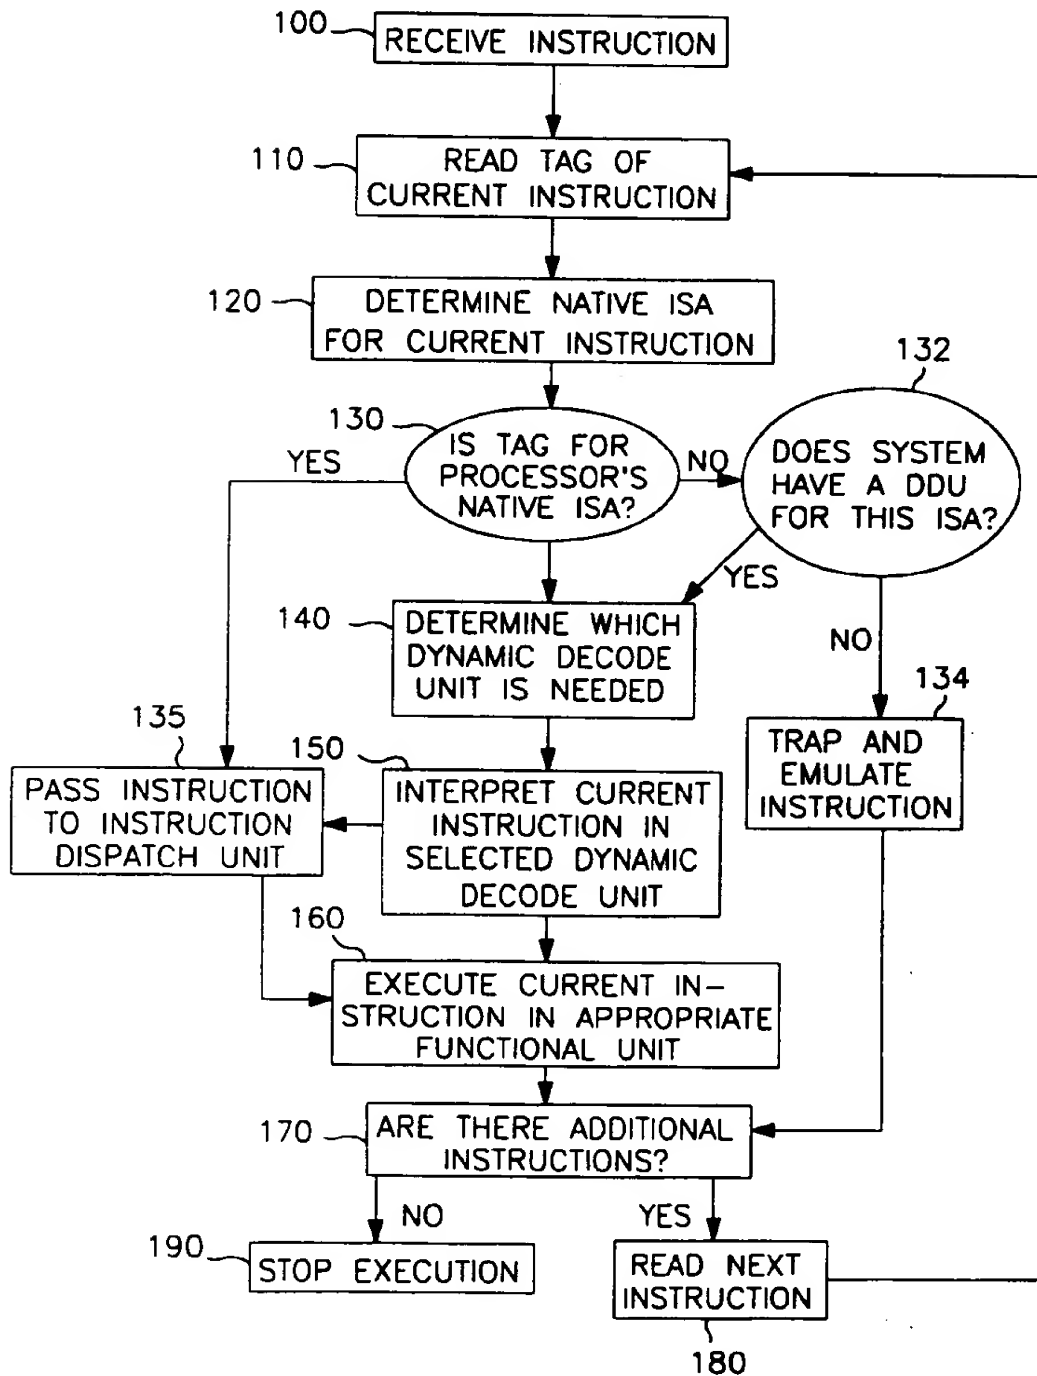 100
RECEIVE INSTRUCTION
110
READ TAG OF
CURRENT INSTRUCTION
120
DETERMINE NATIVE ISA
FOR CURRENT INSTRUCTION
130
IS TAG FOR
PROCESSOR'S
NATIVE ISA?
YES
NO
132
DOES SYSTEM
HAVE A DDU
FOR THIS ISA?
YES
NO
140
DETERMINE WHICH
DYNAMIC DECODE
UNIT IS NEEDED
134
TRAP AND
EMULATE
INSTRUCTION
135
PASS INSTRUCTION
TO INSTRUCTION
DISPATCH UNIT
150
INTERPRET CURRENT
INSTRUCTION IN
SELECTED DYNAMIC
DECODE UNIT
160
EXECUTE CURRENT IN-
STRUCTION IN APPROPRIATE
FUNCTIONAL UNIT
170
ARE THERE ADDITIONAL
INSTRUCTIONS?
NO
YES
190
STOP EXECUTION
READ NEXT
INSTRUCTION
180